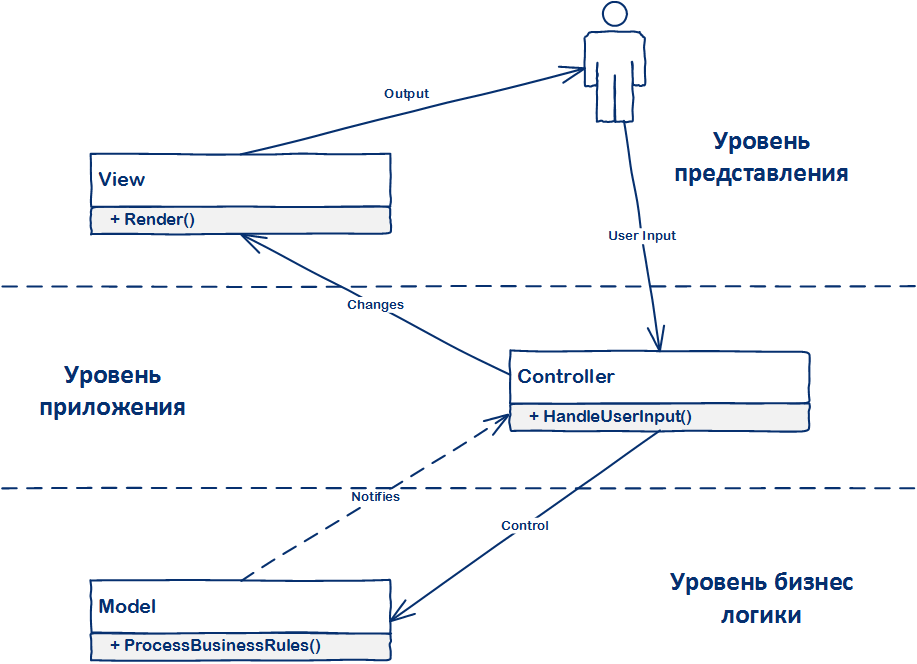 Output
Уровень
представления
View
+ Render()
User Input
Changes
Уровень
приложения
Controller
+ HandleUserInput()
Notifies
Control
Уровень бизнес
логики
Model
+ ProcessBusinessRules()